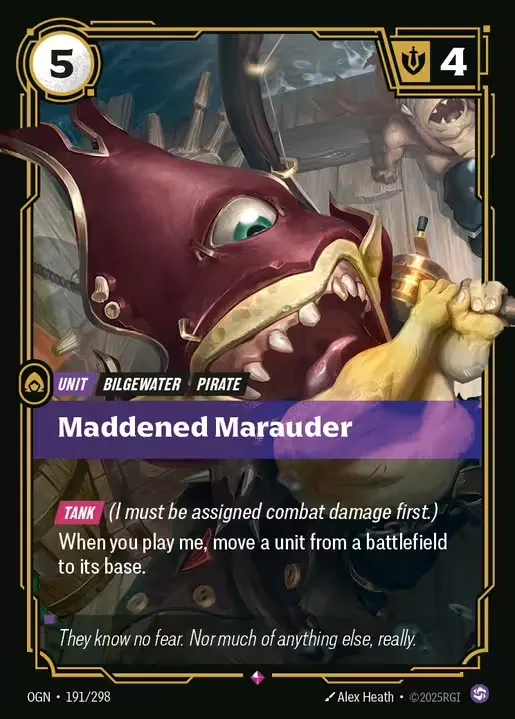 5
4
UNIT BILGEWATER PIRATE
Maddened Marauder
TANK (I must be assigned combat damage first.)
When you play me, move a unit from a battlefield
to its base.
They know no fear. Nor much of anything else, really.
OGN • 191/298
Alex Heath • ©2025RGI